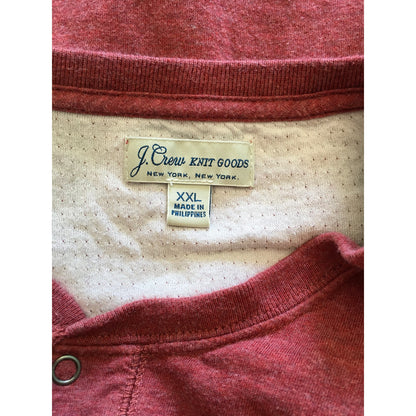 J. Crew KNIT GOODS
NEW YORK, NEW YORK.
XXL
MADE IN
PHILIPPINES